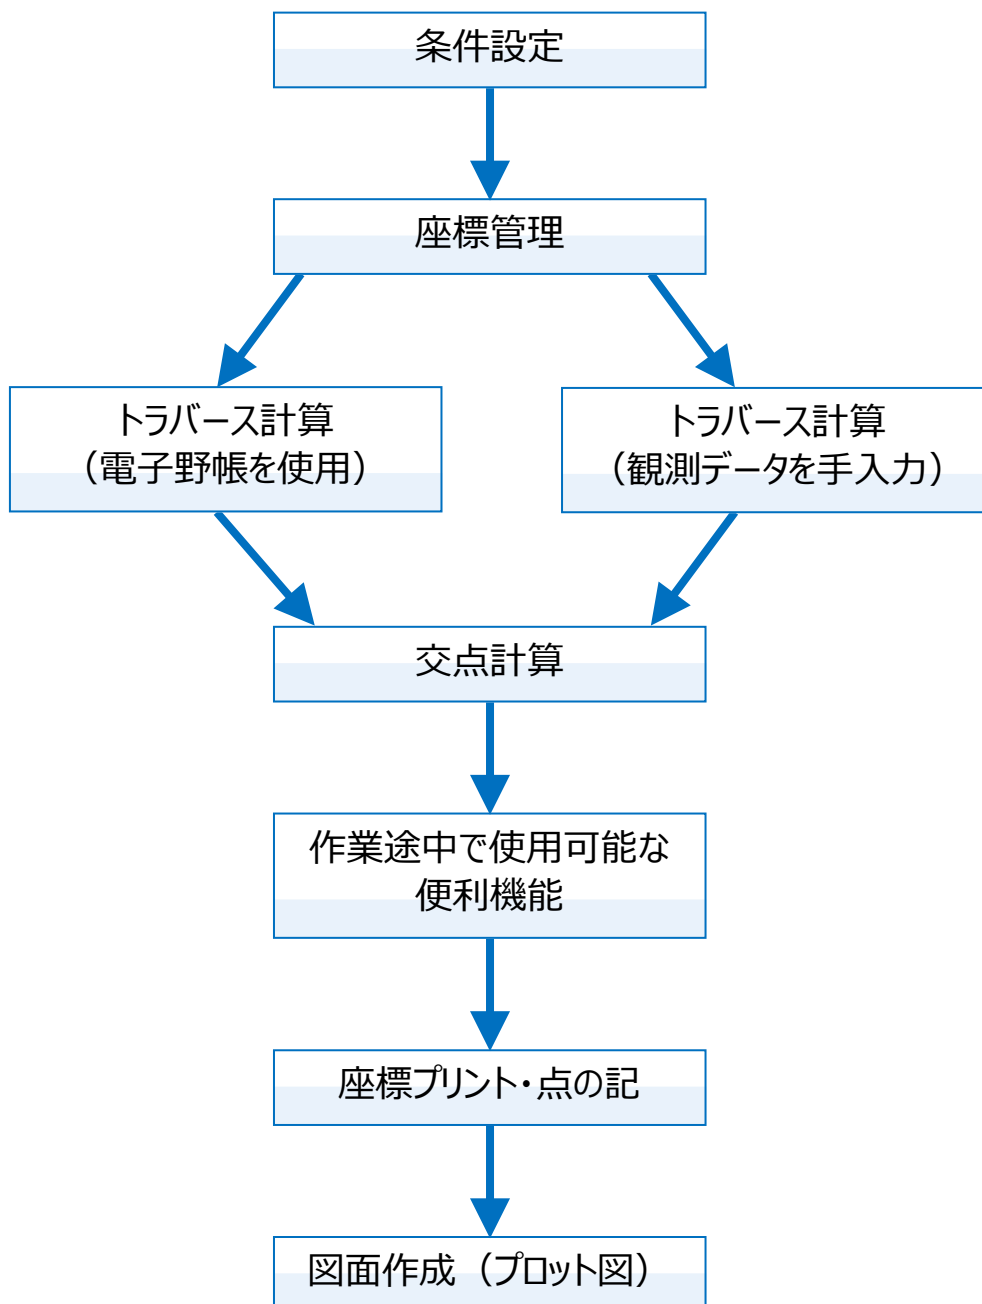 条件設定
座標管理
トラバース計算
（電子野帳を使用）
トラバース計算
（観測データを手入力）
交点計算
作業途中で使用可能な
便利機能
座標プリント・点の記
図面作成（プロット図）